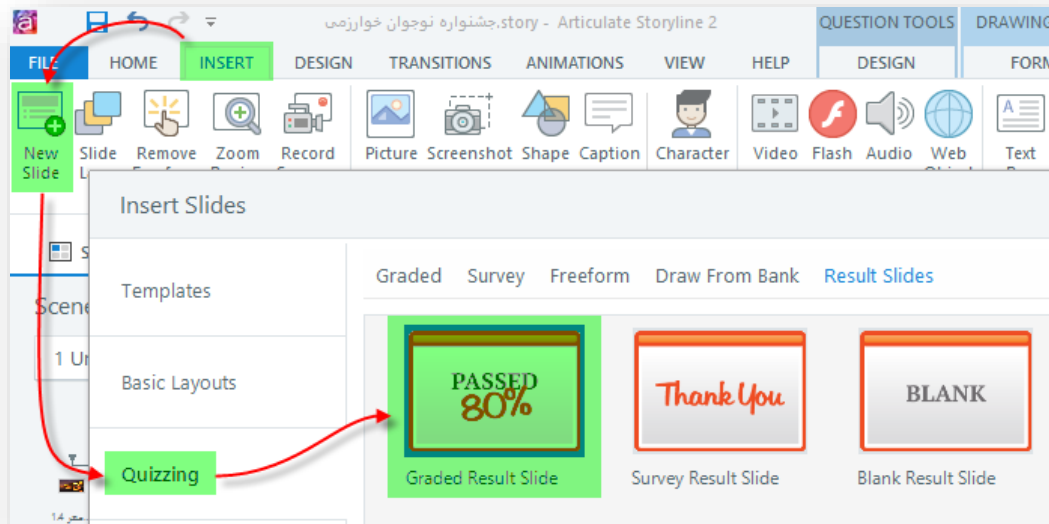 جشنواره نوجوان خوارزمی.story - Articulate Storyline 2
QUESTION TOOLS
DRAWING
FILE HOME INSERT DESIGN TRANSITIONS ANIMATIONS VIEW HELP DESIGN
New Slide
Slide
Remove
Zoom
Record
Picture Screenshot Shape Caption Character Video Flash Audio Web
Text
Insert Slides
Templates
Basic Layouts
Quizzing
Graded Survey Freeform Draw From Bank Result Slides
PASSED
80%
Thank You
BLANK
Graded Result Slide
Survey Result Slide
Blank Result Slide
Scene